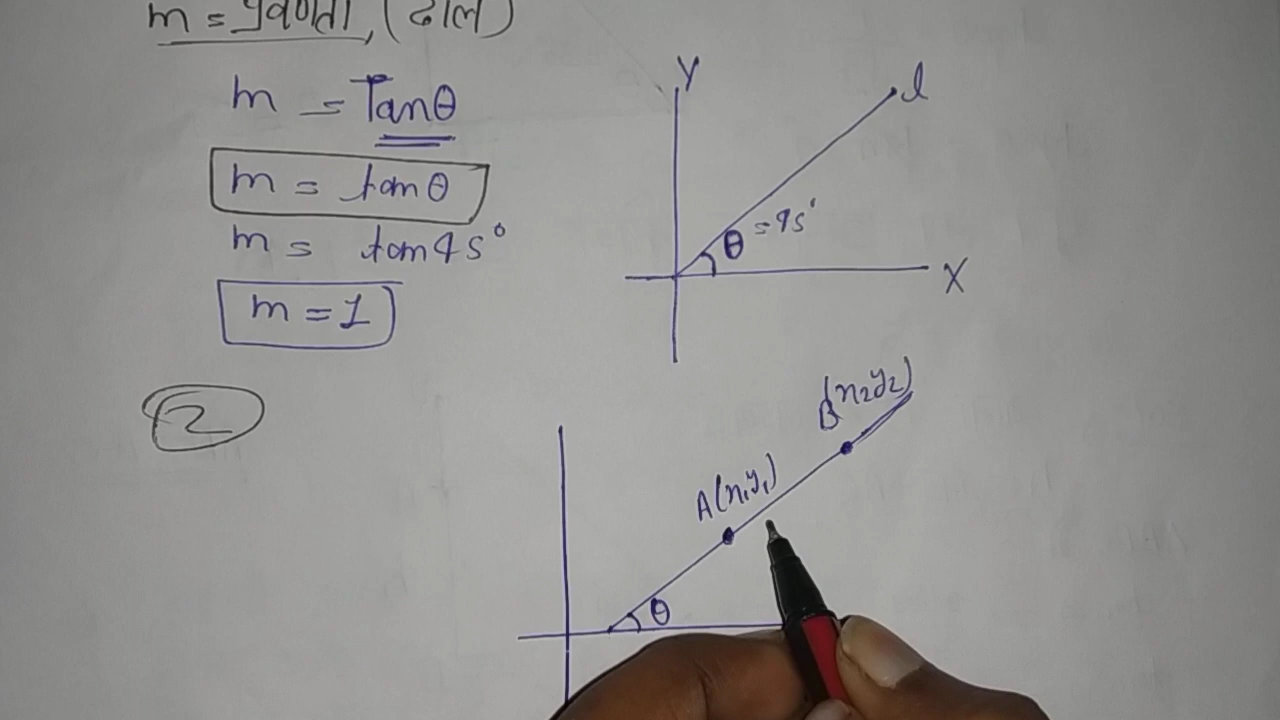 m = प्रवणता, (ढाल)
m = Tanθ
m = tanθ
m = tan45°
m = 1
Y
l
θ = 45°
X
2
B(x₂y₂)
A(x₁y₁)
θ